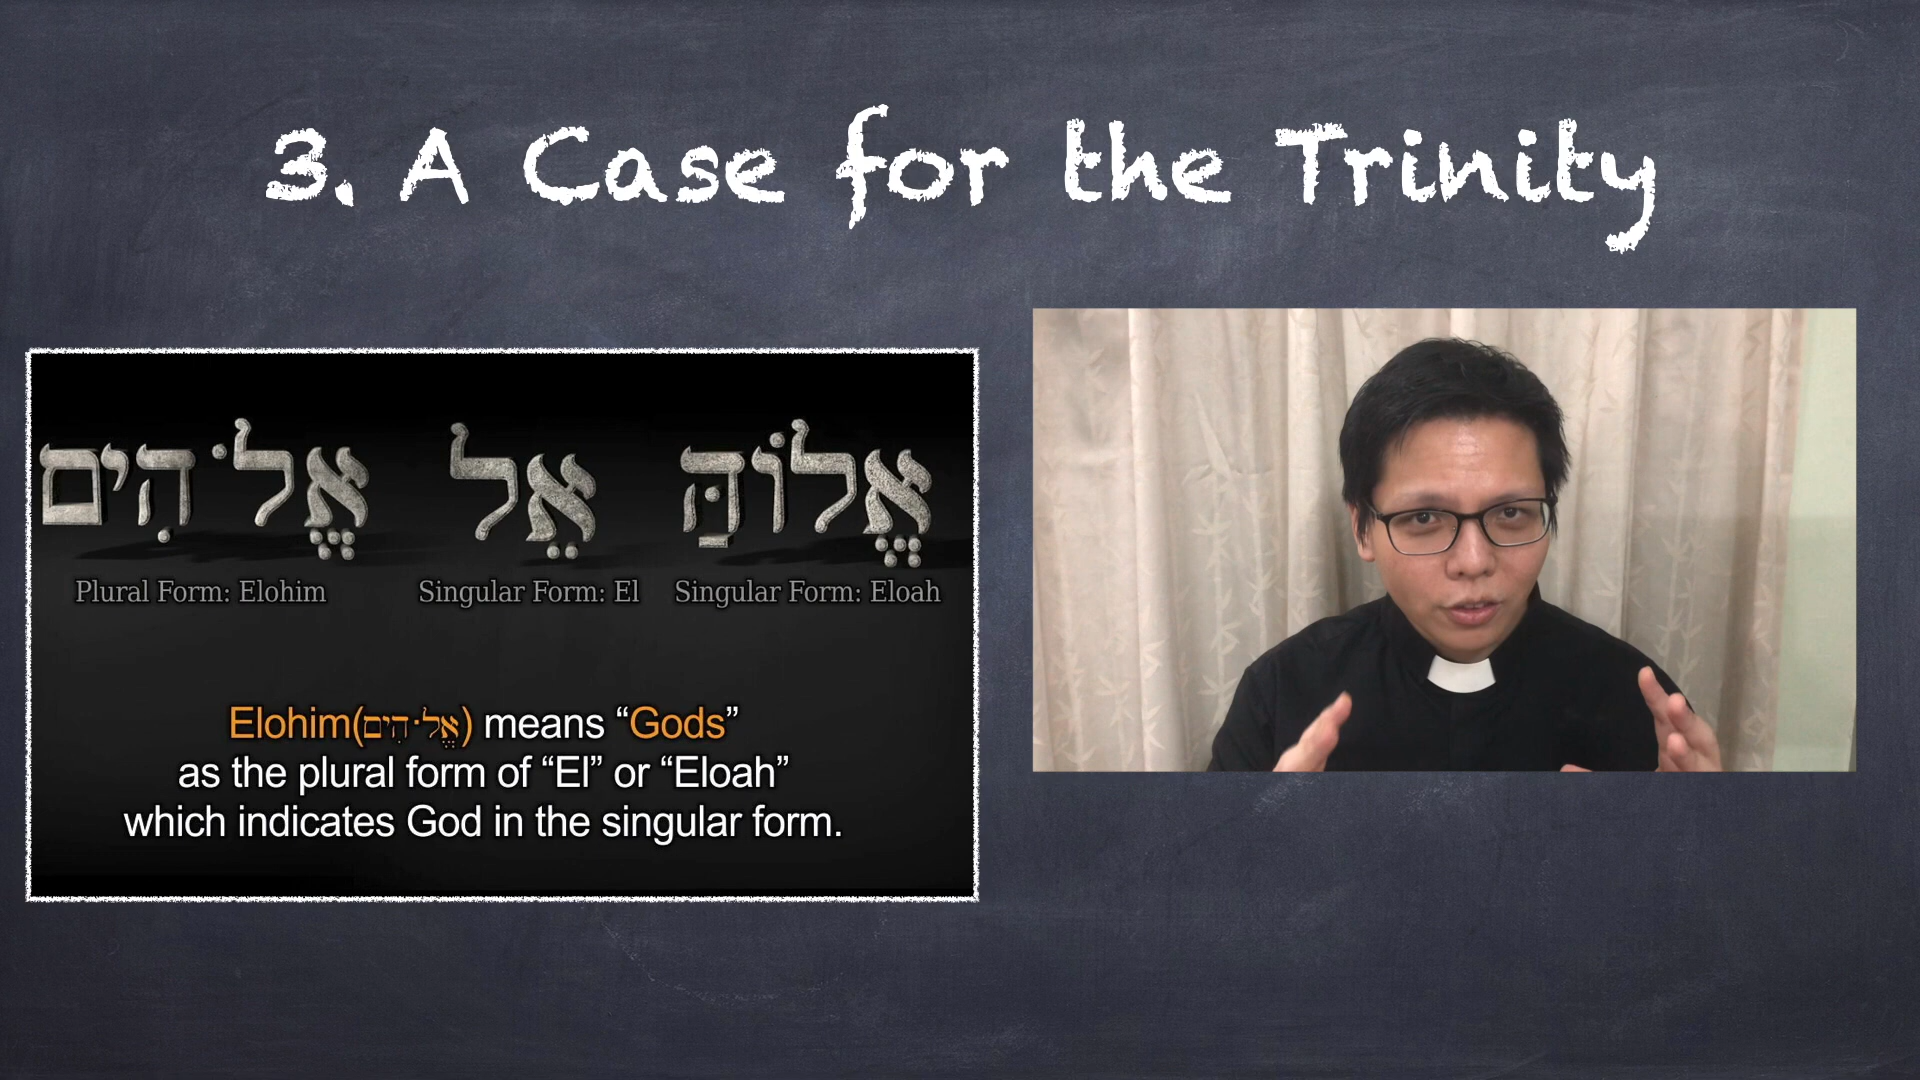 3. A Case for the Trinity
אֱלֹהִים אֵל אֱלוֹהַּ
Plural Form: Elohim Singular Form: El Singular Form: Eloah
Elohim(אֱל·הִים) means “Gods”
as the plural form of “El” or “Eloah”
which indicates God in the singular form.